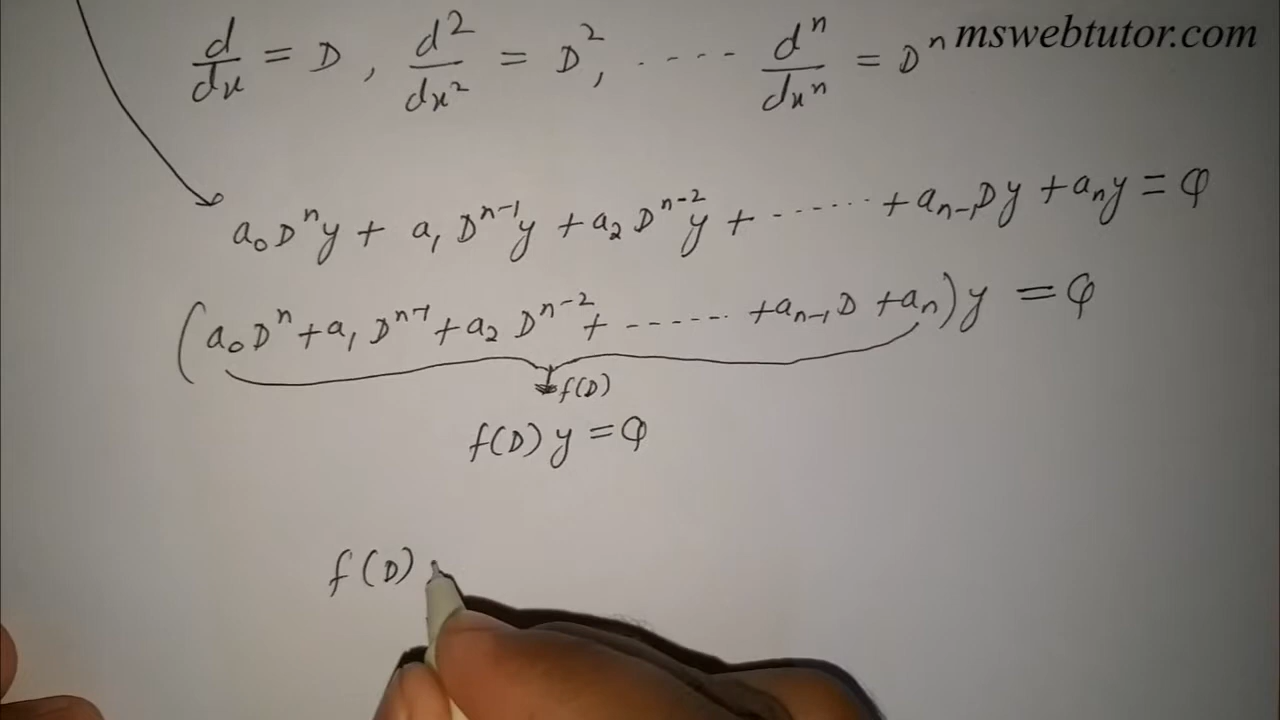 d/dx = D, d²/dx² = D², ---- dⁿ/dxⁿ = Dⁿ mswebtutor.com
a₀Dⁿy + a₁Dⁿ⁻¹y + a₂Dⁿ⁻²y + ------ + aₙ₋₁Dy + aₙy = Q
(a₀Dⁿ + a₁Dⁿ⁻¹ + a₂Dⁿ⁻² + ------ + aₙ₋₁D + aₙ)y = Q
f(D)
f(D)y = Q
f(D)